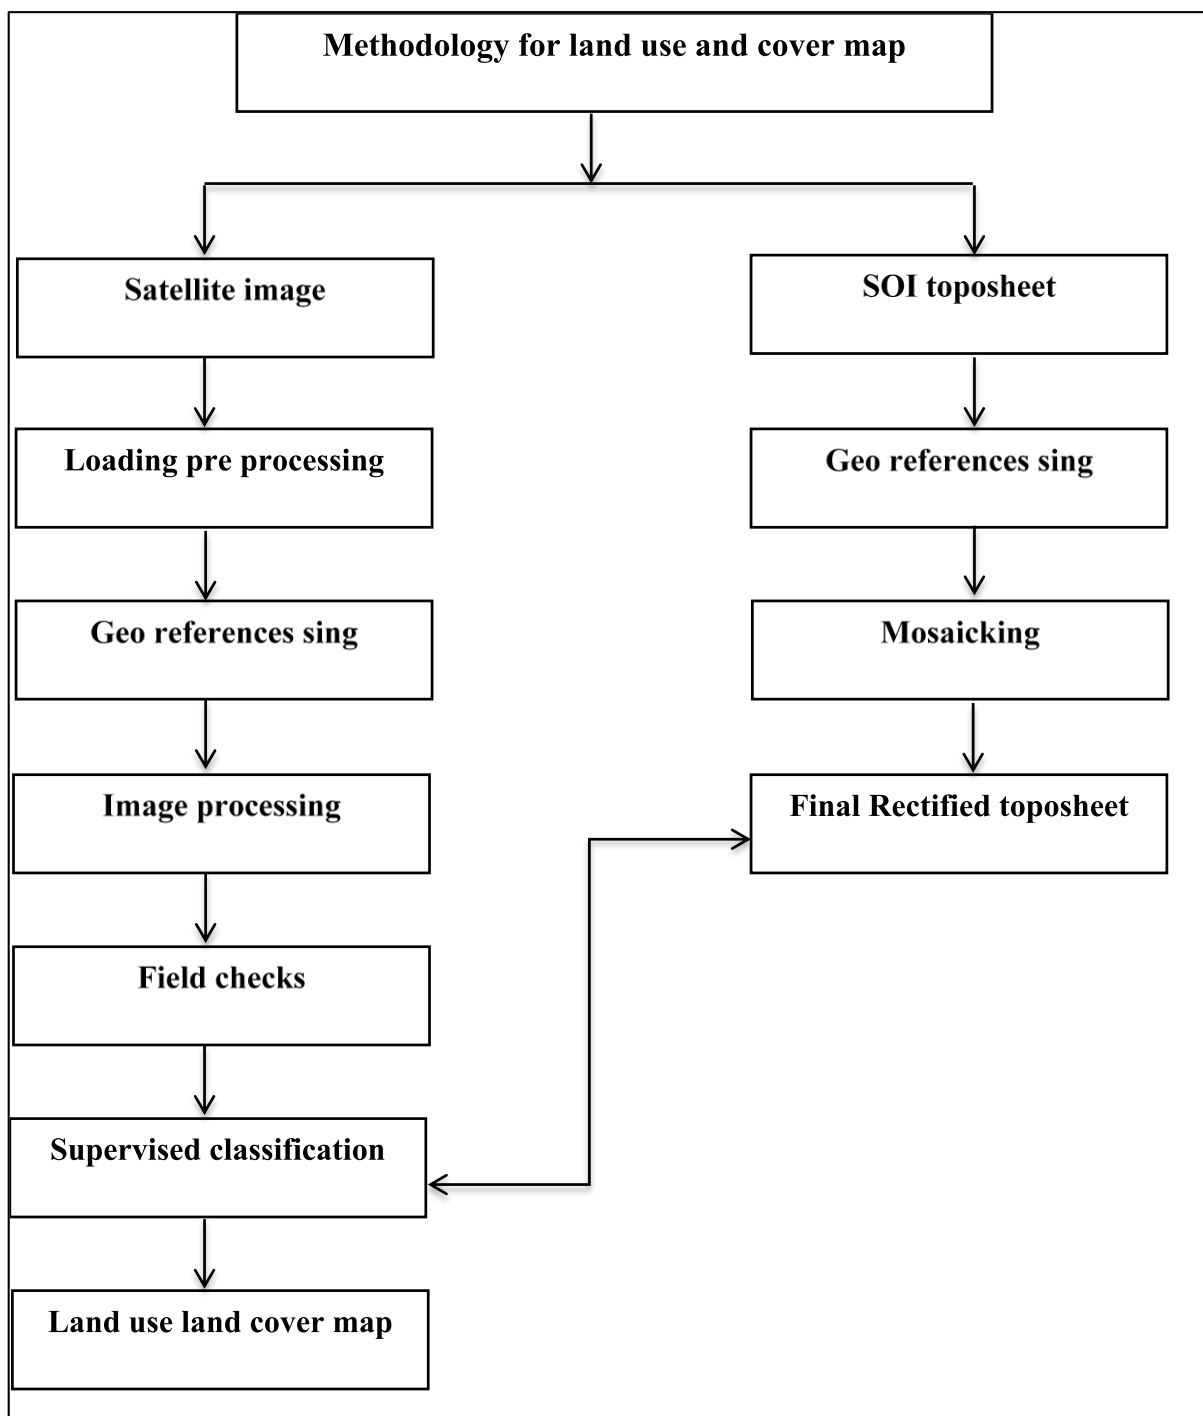 Methodology for land use and cover map
Satellite image
SOI toposheet
Loading pre processing
Geo references sing
Geo references sing
Mosaicking
Image processing
Final Rectified toposheet
Field checks
Supervised classification
Land use land cover map